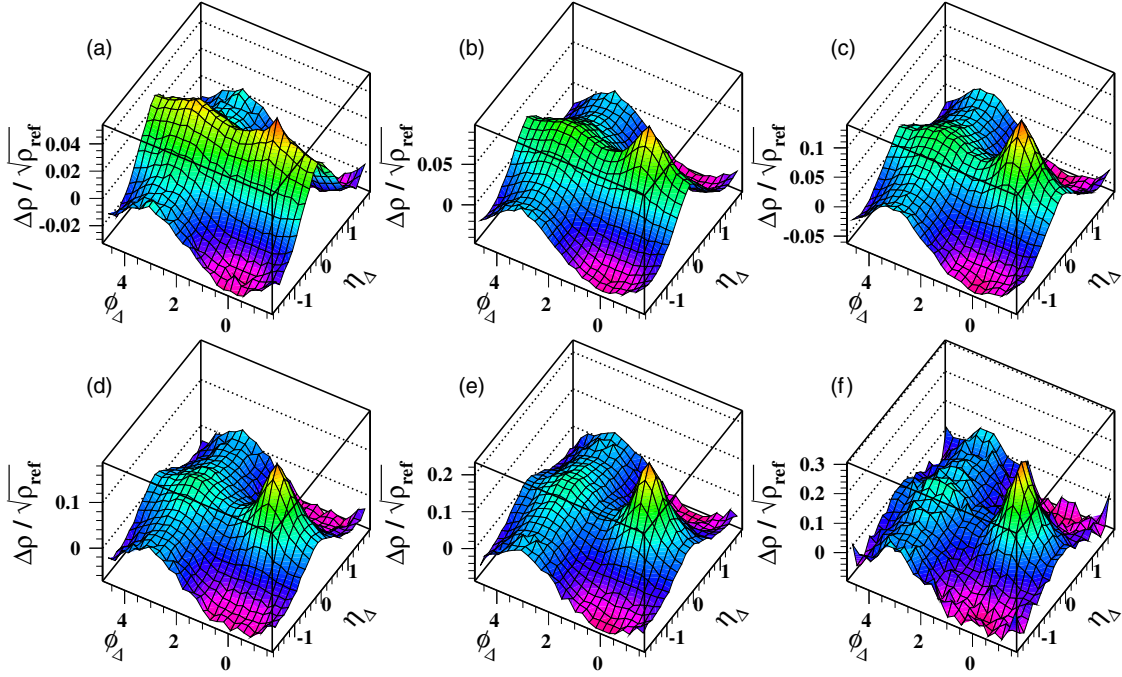 (a) (b) (c)
Δρ / √ρref Δρ / √ρref Δρ / √ρref
0.04 0.02 0 -0.02
0.05 0
0.1 0.05 0 -0.05
4 2 0 ϕΔ -1 0 1 ηΔ
4 2 0 ϕΔ -1 0 1 ηΔ
4 2 0 ϕΔ -1 0 1 ηΔ
(d) (e) (f)
Δρ / √ρref Δρ / √ρref Δρ / √ρref
0.1 0
0.2 0.1 0
0.3 0.2 0.1 0
4 2 0 ϕΔ -1 0 1 ηΔ
4 2 0 ϕΔ -1 0 1 ηΔ
4 2 0 ϕΔ -1 0 1 ηΔ